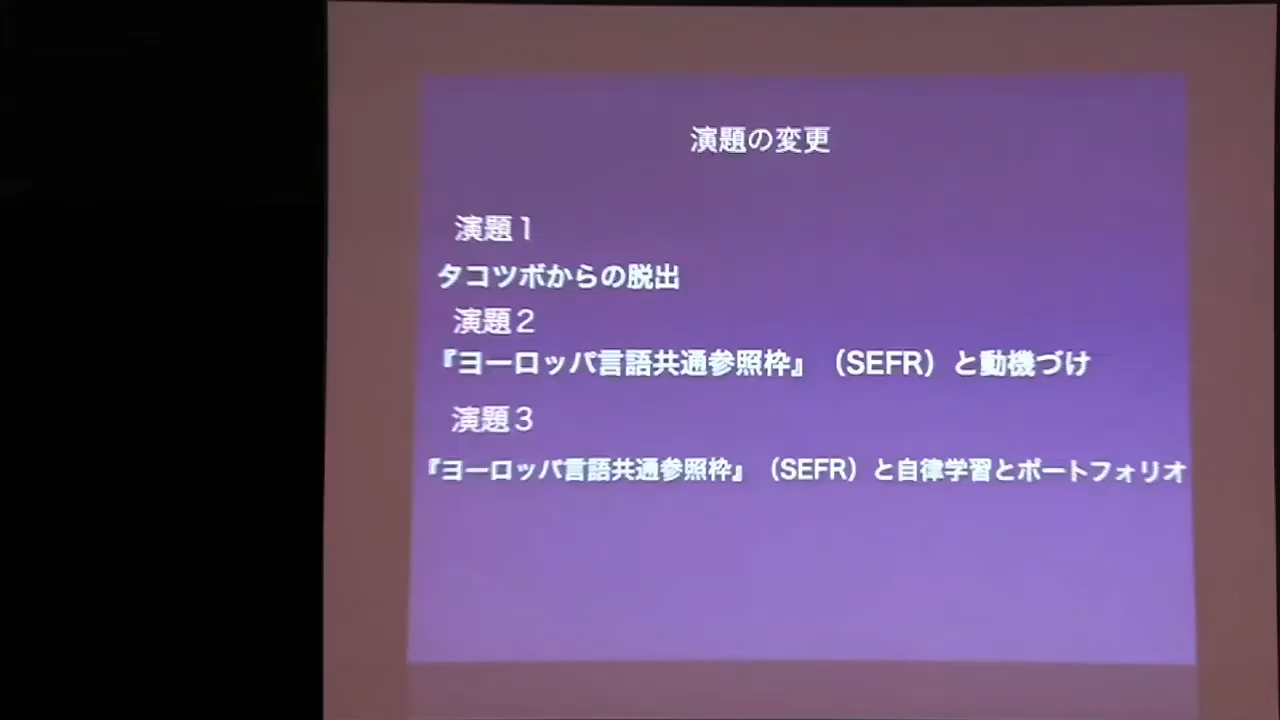 演題の変更
演題1
タコツボからの脱出
演題2
『ヨーロッパ言語共通参照枠』（SEFR）と動機づけ
演題3
『ヨーロッパ言語共通参照枠』（SEFR）と自律学習とポートフォリオ